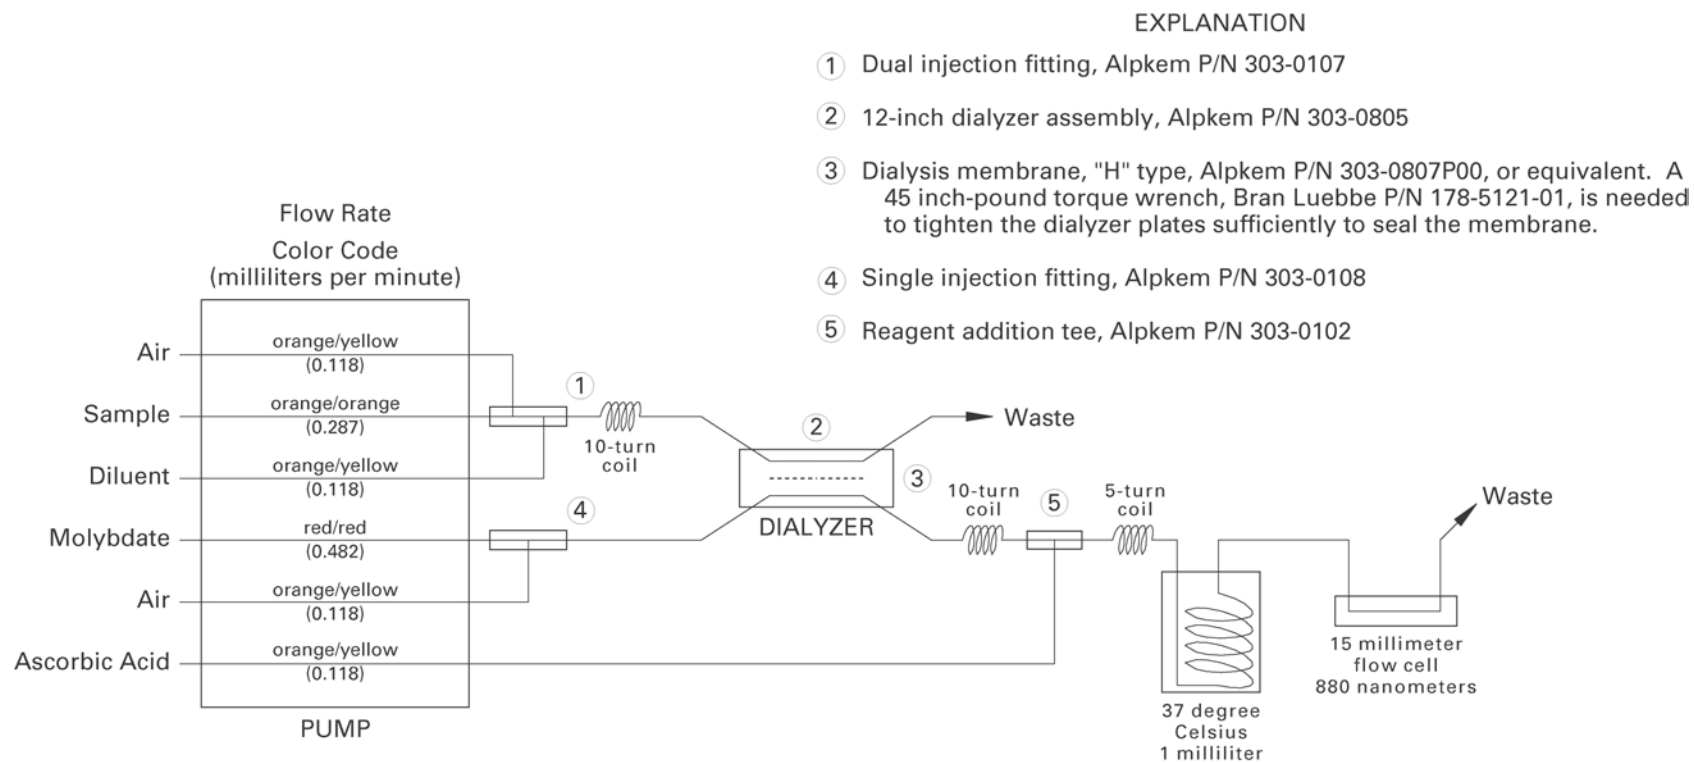 EXPLANATION
1 Dual injection fitting, Alpkem P/N 303-0107
2 12-inch dialyzer assembly, Alpkem P/N 303-0805
3 Dialysis membrane, "H" type, Alpkem P/N 303-0807P00, or equivalent. A
45 inch-pound torque wrench, Bran Luebbe P/N 178-5121-01, is needed
to tighten the dialyzer plates sufficiently to seal the membrane.
4 Single injection fitting, Alpkem P/N 303-0108
5 Reagent addition tee, Alpkem P/N 303-0102
Flow Rate
Color Code
(milliliters per minute)
Air
orange/yellow
(0.118)
Sample
orange/orange
(0.287)
Diluent
orange/yellow
(0.118)
Molybdate
red/red
(0.482)
Air
orange/yellow
(0.118)
Ascorbic Acid
orange/yellow
(0.118)
PUMP
1
10-turn
coil
4
2
3
DIALYZER
Waste
10-turn
coil
5
5-turn
coil
37 degree
Celsius
1 milliliter
Waste
15 millimeter
flow cell
880 nanometers